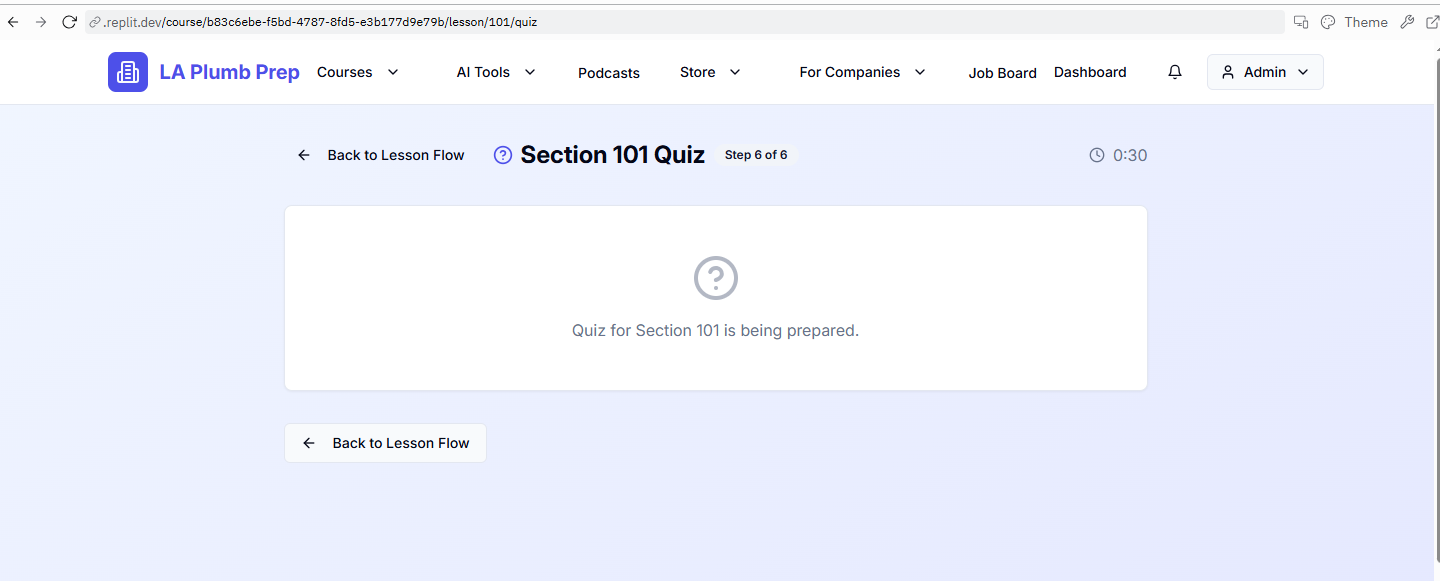 .replit.dev/course/b83c6ebe-f5bd-4787-8fd5-e3b177d9e79b/lesson/101/quiz
Theme
LA Plumb Prep Courses AI Tools Podcasts Store For Companies Job Board Dashboard Admin
Back to Lesson Flow Section 101 Quiz Step 6 of 6 0:30
Quiz for Section 101 is being prepared.
Back to Lesson Flow